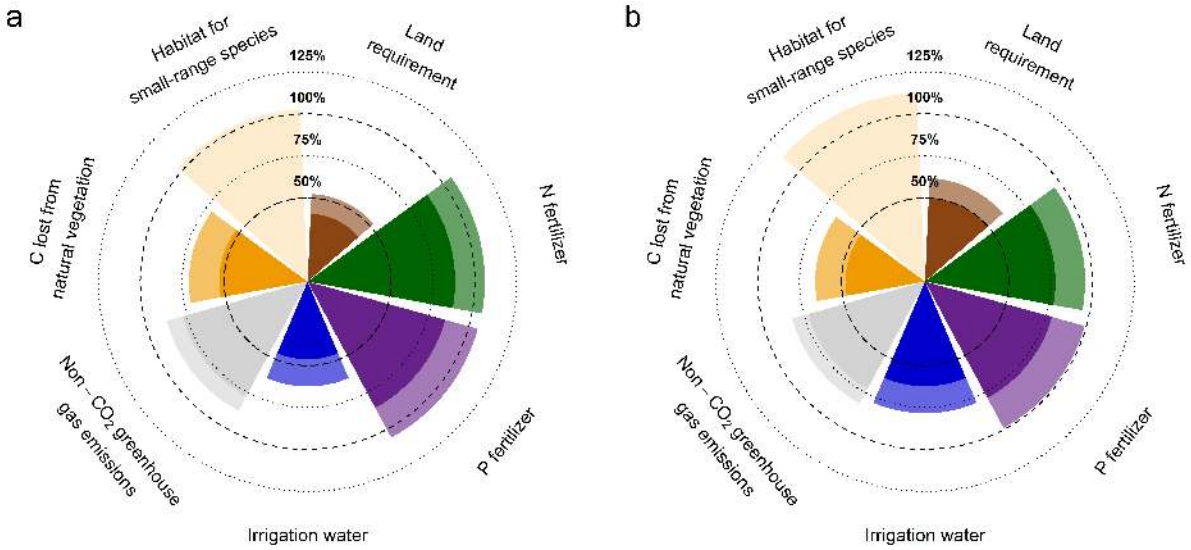 a
Habitat for
small-range species
Land
requirement
125%
100%
75%
50%
N fertilizer
P fertilizer
Irrigation water
Non – CO₂ greenhouse
gas emissions
C lost from
natural vegetation
b
Habitat for
small-range species
Land
requirement
125%
100%
75%
50%
N fertilizer
P fertilizer
Irrigation water
Non – CO₂ greenhouse
gas emissions
C lost from
natural vegetation